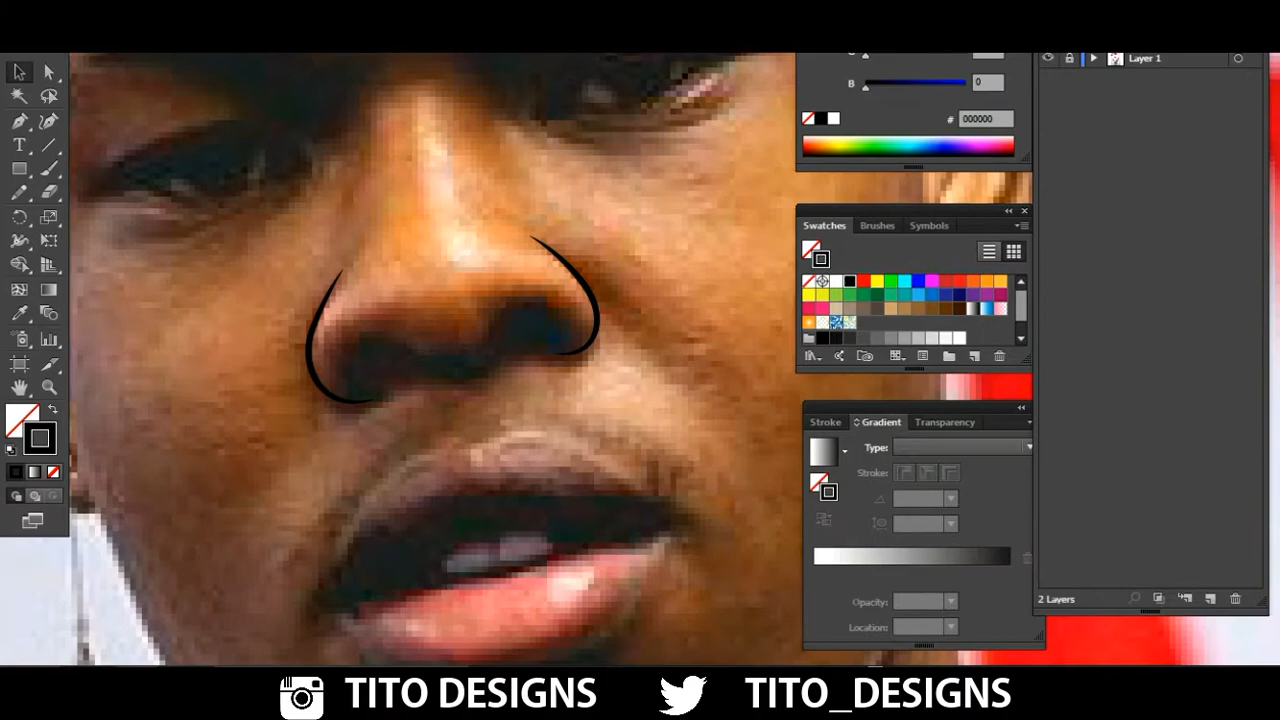 Layer 1
B 0
# 000000
Swatches Brushes Symbols
Stroke Gradient Transparency
Type:
Stroke:
Opacity:
Location:
2 Layers
TITO DESIGNS TITO_DESIGNS